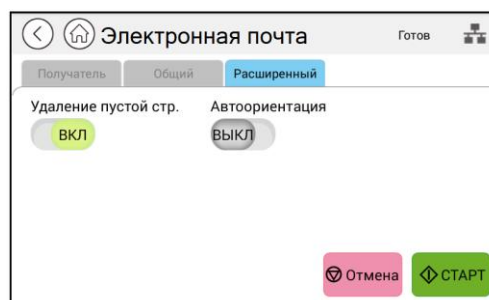 Электронная почта Готов
Получатель Общий Расширенный
Удаление пустой стр. Автоориентация
ВКЛ ВЫКЛ
Отмена СТАРТ